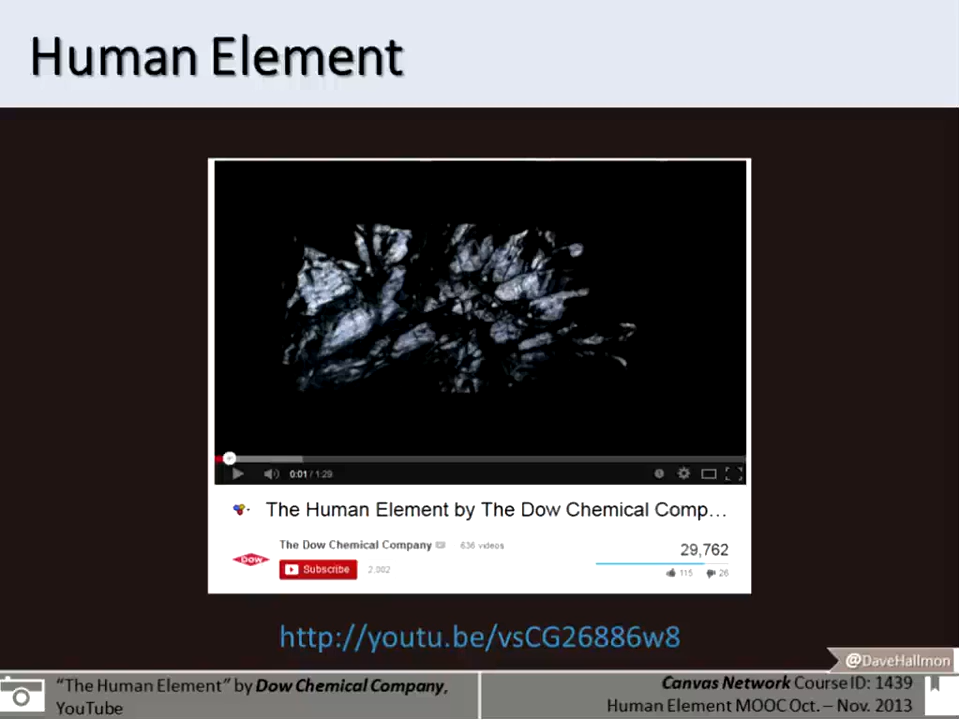 Human Element
0:01 / 1:29
The Human Element by The Dow Chemical Comp...
The Dow Chemical Company 636 videos
DOW
Subscribe 2,002
29,762
115 26
http://youtu.be/vsCG26886w8
@DaveHallmon
“The Human Element” by Dow Chemical Company,
YouTube
Canvas Network Course ID: 1439
Human Element MOOC Oct. – Nov. 2013